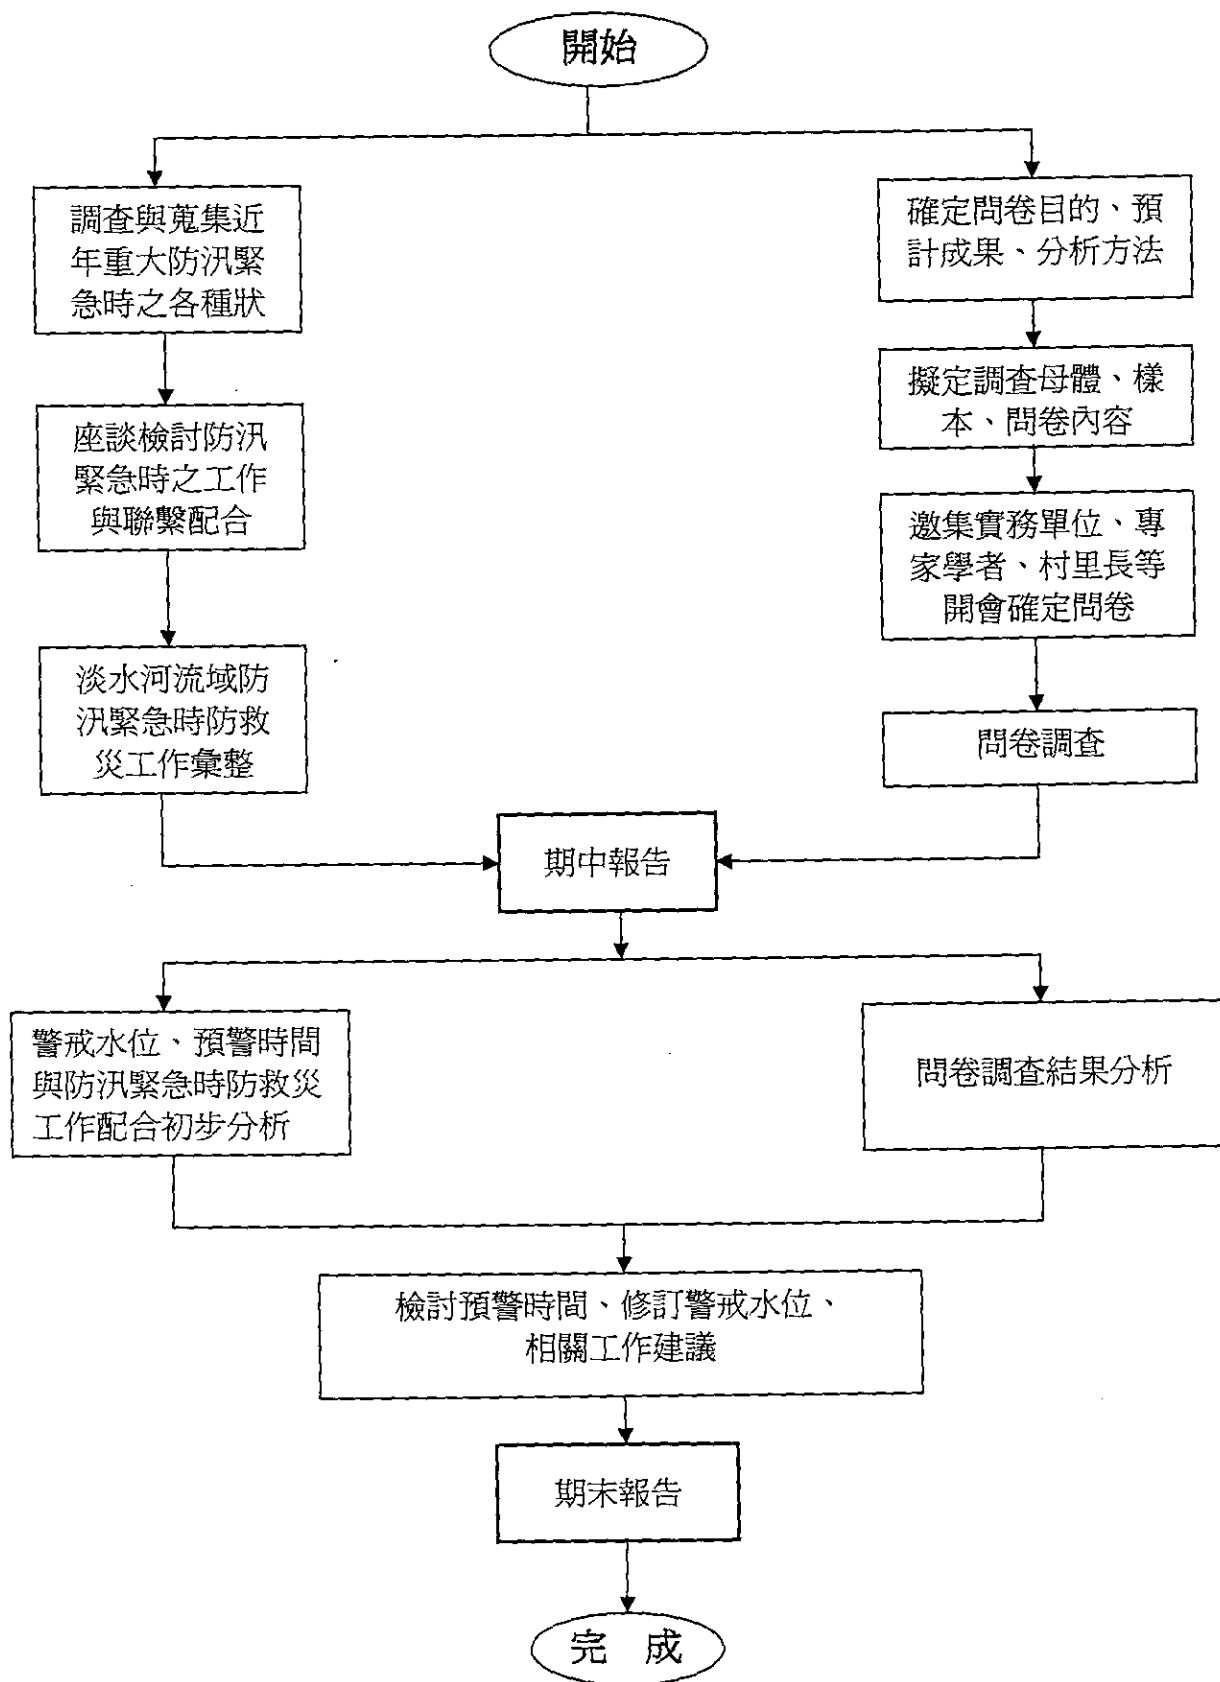 開始
調查與蒐集近
年重大防汛緊
急時之各種狀
座談檢討防汛
緊急時之工作
與聯繫配合
淡水河流域防
汛緊急時防救
災工作彙整
確定問卷目的、預
計成果、分析方法
擬定調查母體、樣
本、問卷內容
邀集實務單位、專
家學者、村里長等
開會確定問卷
問卷調查
期中報告
警戒水位、預警時間
與防汛緊急時防救災
工作配合初步分析
問卷調查結果分析
檢討預警時間、修訂警戒水位、
相關工作建議
期末報告
完 成